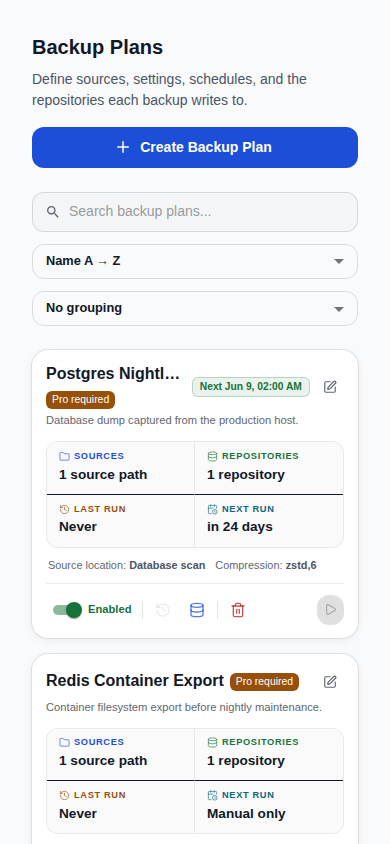 Backup Plans
Define sources, settings, schedules, and the
repositories each backup writes to.
Create Backup Plan
Search backup plans...
Name A → Z
No grouping
Postgres Nightl...
Next Jun 9, 02:00 AM
Pro required
Database dump captured from the production host.
SOURCES
1 source path
REPOSITORIES
1 repository
LAST RUN
Never
NEXT RUN
in 24 days
Source location: Database scan Compression: zstd,6
Enabled
Redis Container Export Pro required
Container filesystem export before nightly maintenance.
SOURCES
1 source path
REPOSITORIES
1 repository
LAST RUN
Never
NEXT RUN
Manual only